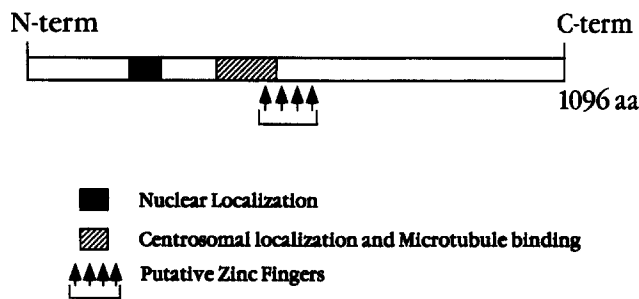 N-term
C-term
1096 aa
Nuclear Localization
Centrosomal localization and Microtubule binding
Putative Zinc Fingers